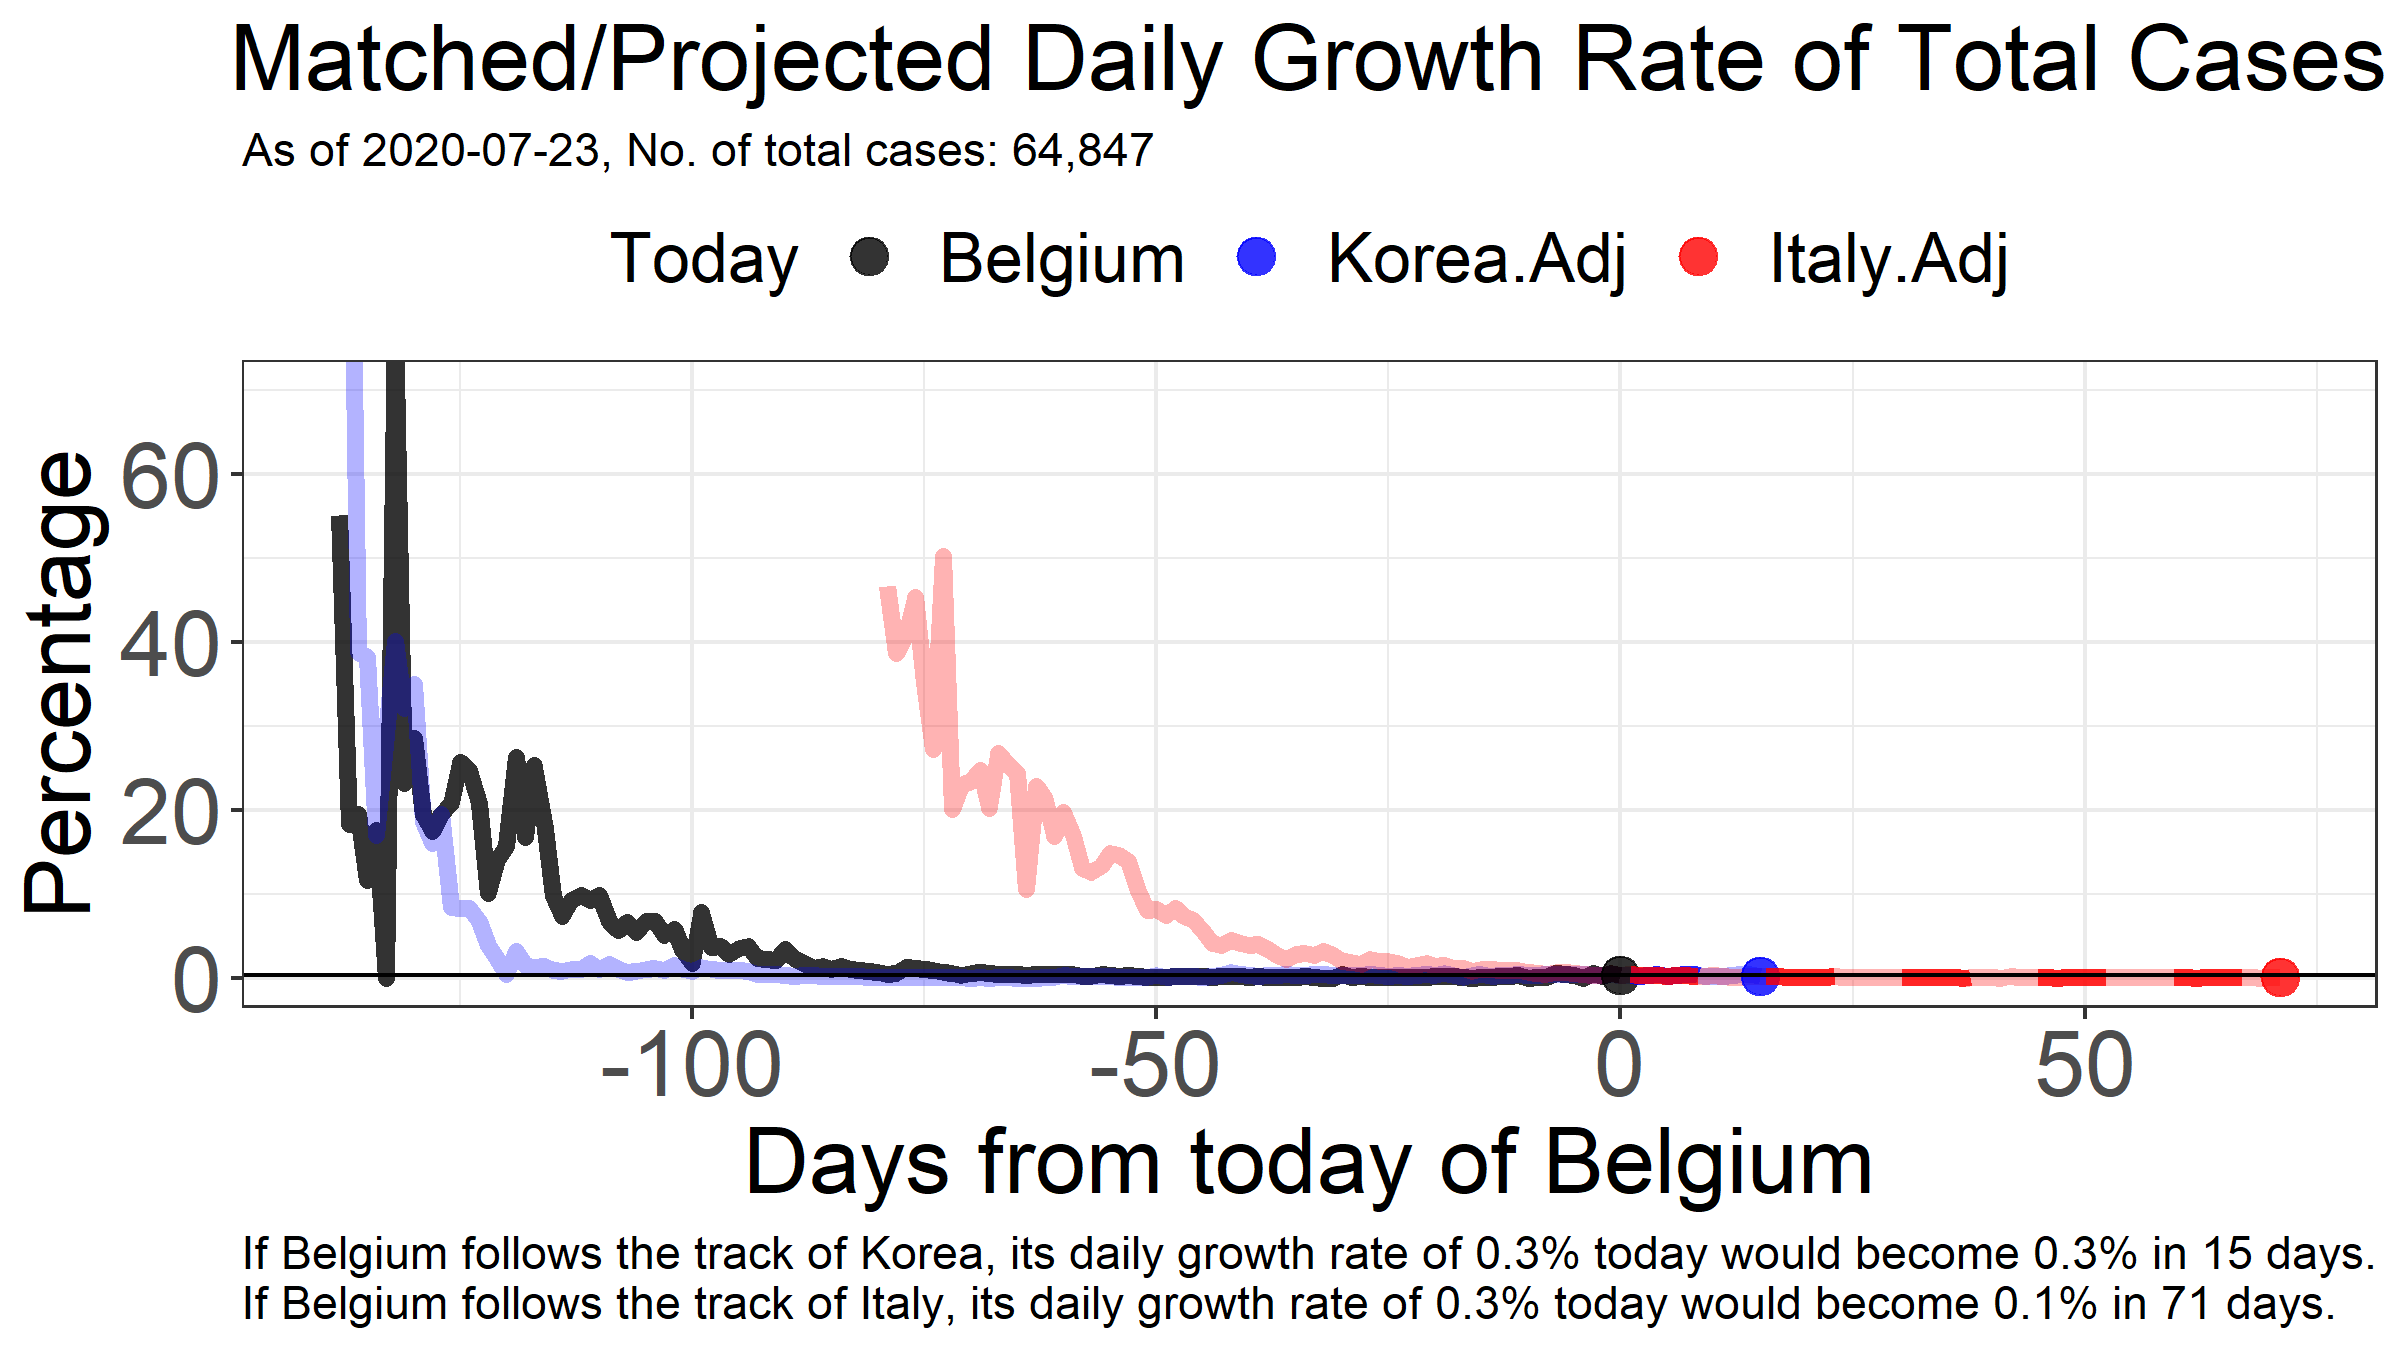 Matched/Projected Daily Growth Rate of Total Cases
As of 2020-07-23, No. of total cases: 64,847
Today Belgium Korea.Adj Italy.Adj
Percentage
60
40
20
0
-100 -50 0 50
Days from today of Belgium
If Belgium follows the track of Korea, its daily growth rate of 0.3% today would become 0.3% in 15 days.
If Belgium follows the track of Italy, its daily growth rate of 0.3% today would become 0.1% in 71 days.